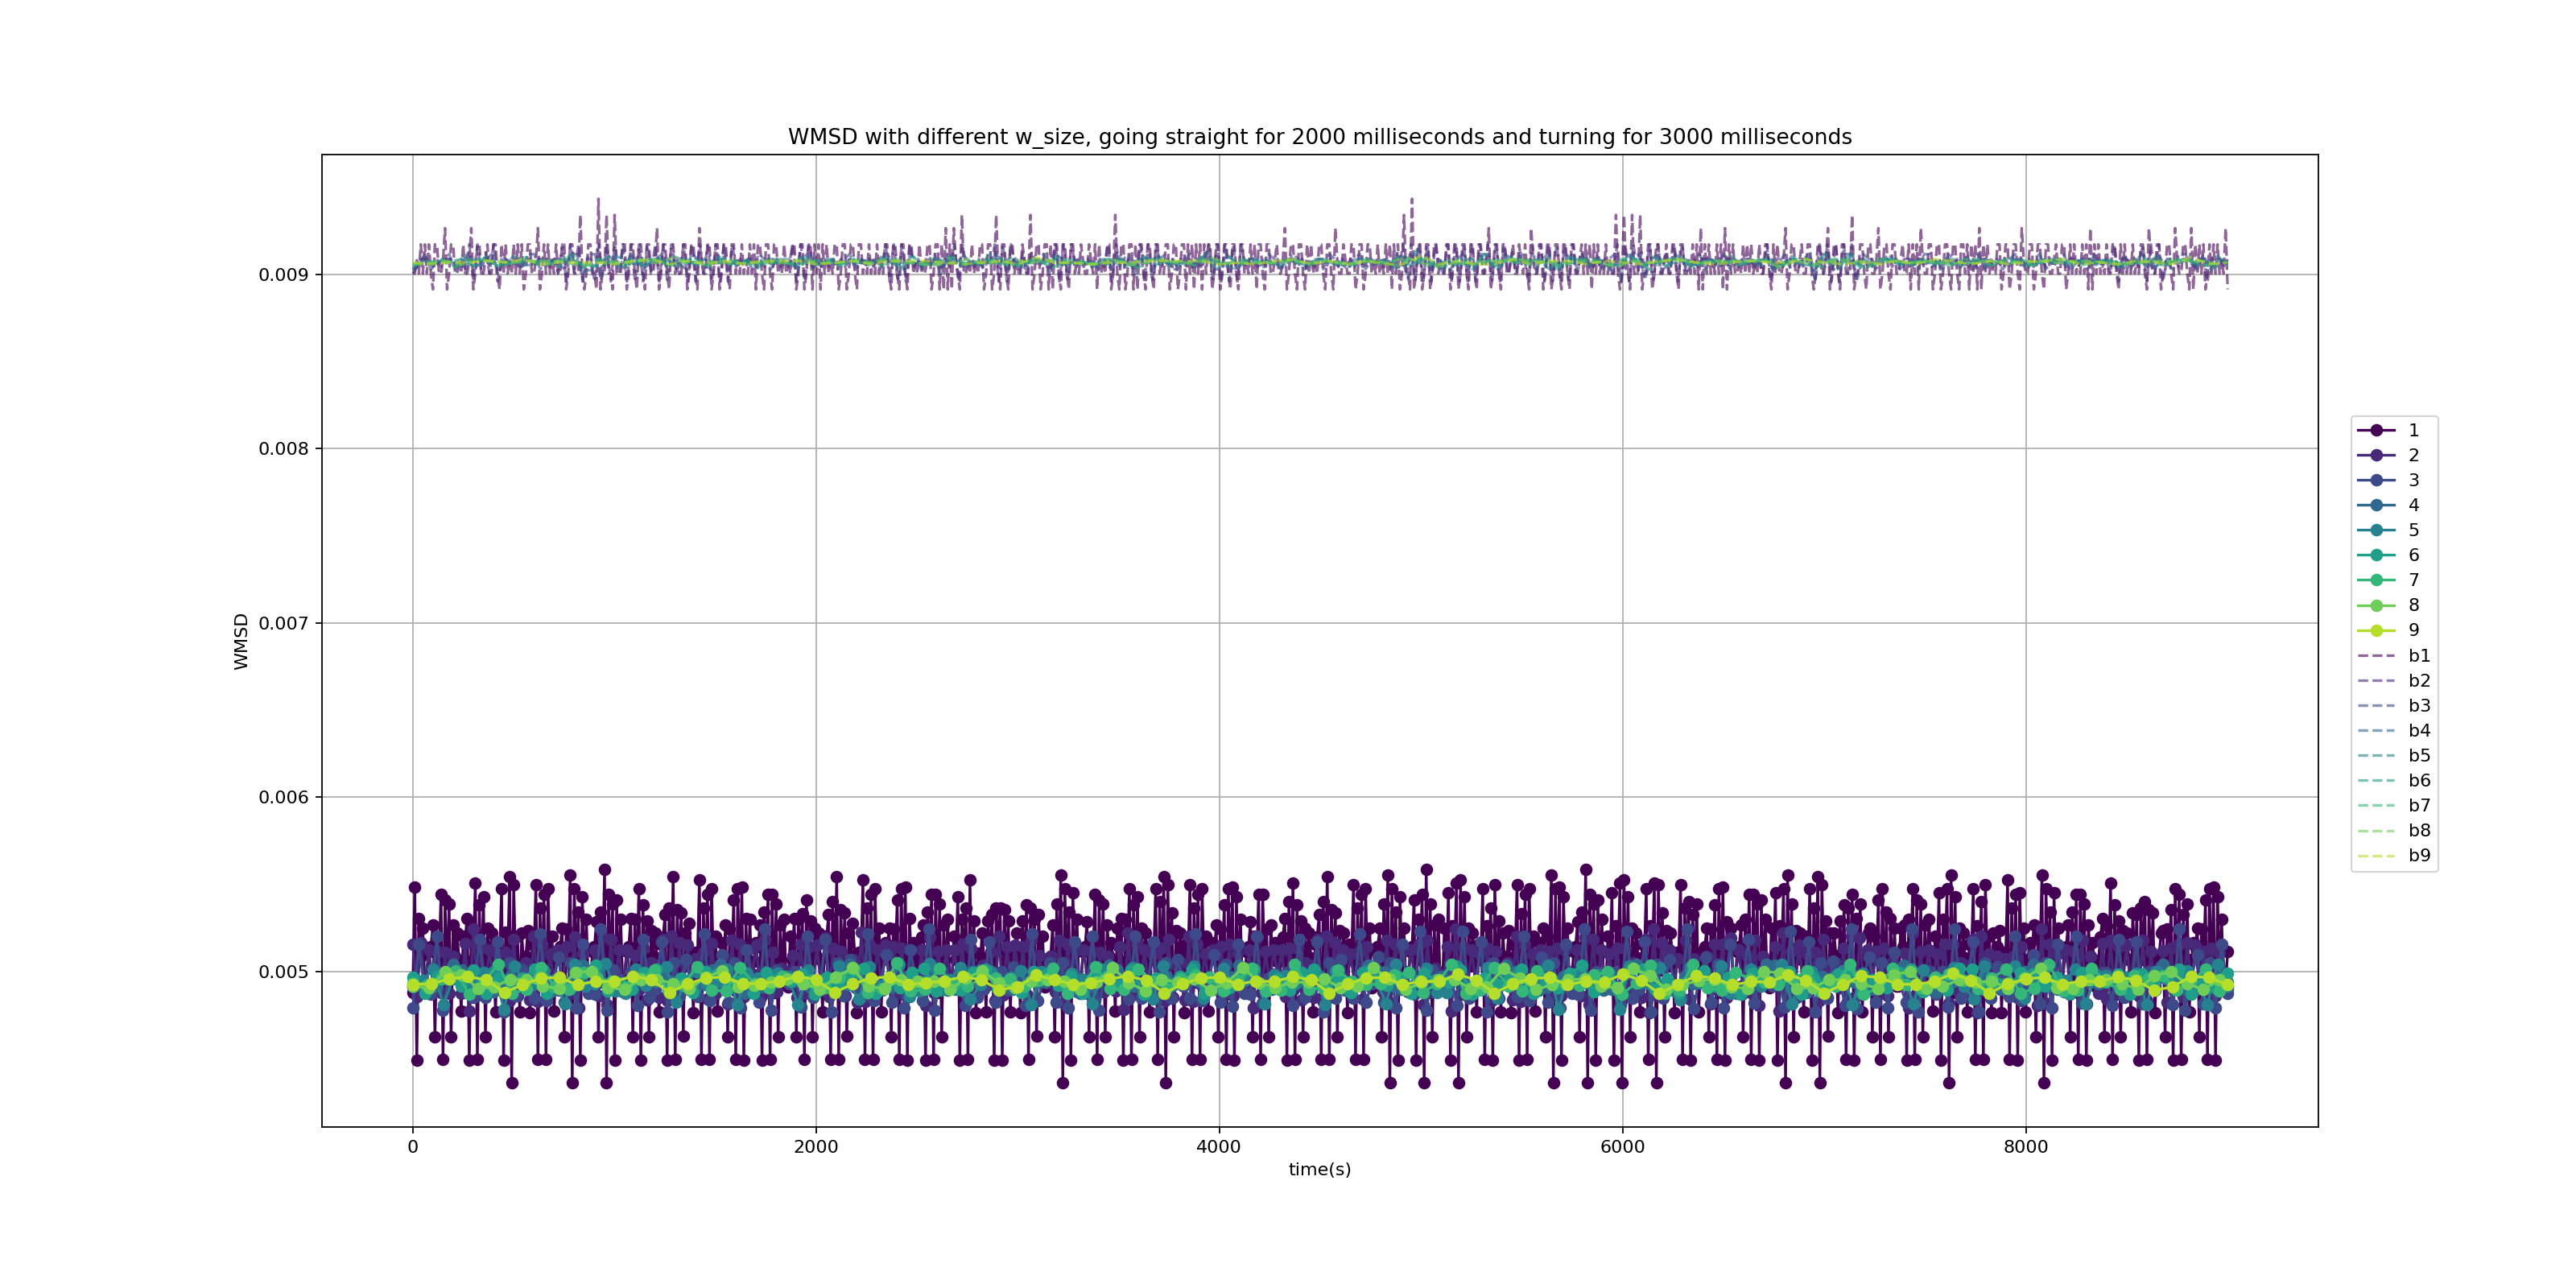 WMSD with different w_size, going straight for 2000 milliseconds and turning for 3000 milliseconds
0.009
0.008
0.007
0.006
0.005
WMSD
0
2000
4000
6000
8000
time(s)
1
2
3
4
5
6
7
8
9
b1
b2
b3
b4
b5
b6
b7
b8
b9